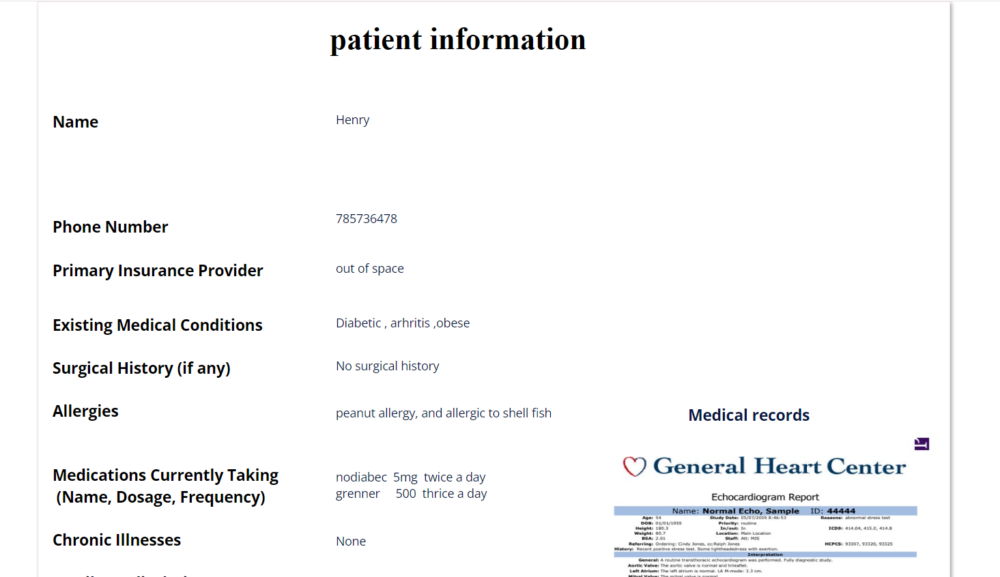 patient information
Name
Henry
Phone Number
785736478
Primary Insurance Provider
out of space
Existing Medical Conditions
Diabetic , arhritis ,obese
Surgical History (if any)
No surgical history
Allergies
peanut allergy, and allergic to shell fish
Medications Currently Taking
(Name, Dosage, Frequency)
nodiabec 5mg twice a day
grenner 500 thrice a day
Chronic Illnesses
None
Medical records
General Heart Center
Echocardiogram Report
Name: Normal Echo, Sample ID: 44444
Age: 54 Study Date: 05/07/2009 8:46:53 Reasons: abnormal stress test
DOB: 01/01/1955 Priority: routine
Height: 180.3 In/out: In ICD9: 414.04, 415.0, 414.8
Weight: 80.7 Location: Main Location
BSA: 2.01 Staff: Att: MJS
Referring: Ordering: Cindy Jones, cc:Ralph Jones HCPCS: 93307, 93320, 93325
History: Recent positive stress test. Some lightheadedness with exertion.
Interpretation
General: A routine transthoracic echocardiogram was performed. Fully diagnostic study.
Aortic Valve: The aortic valve is normal and trileaflet.
Left Atrium: The left atrium is normal. LA M-mode: 3.3 cm.
Mitral Valve: The mitral valve is normal.